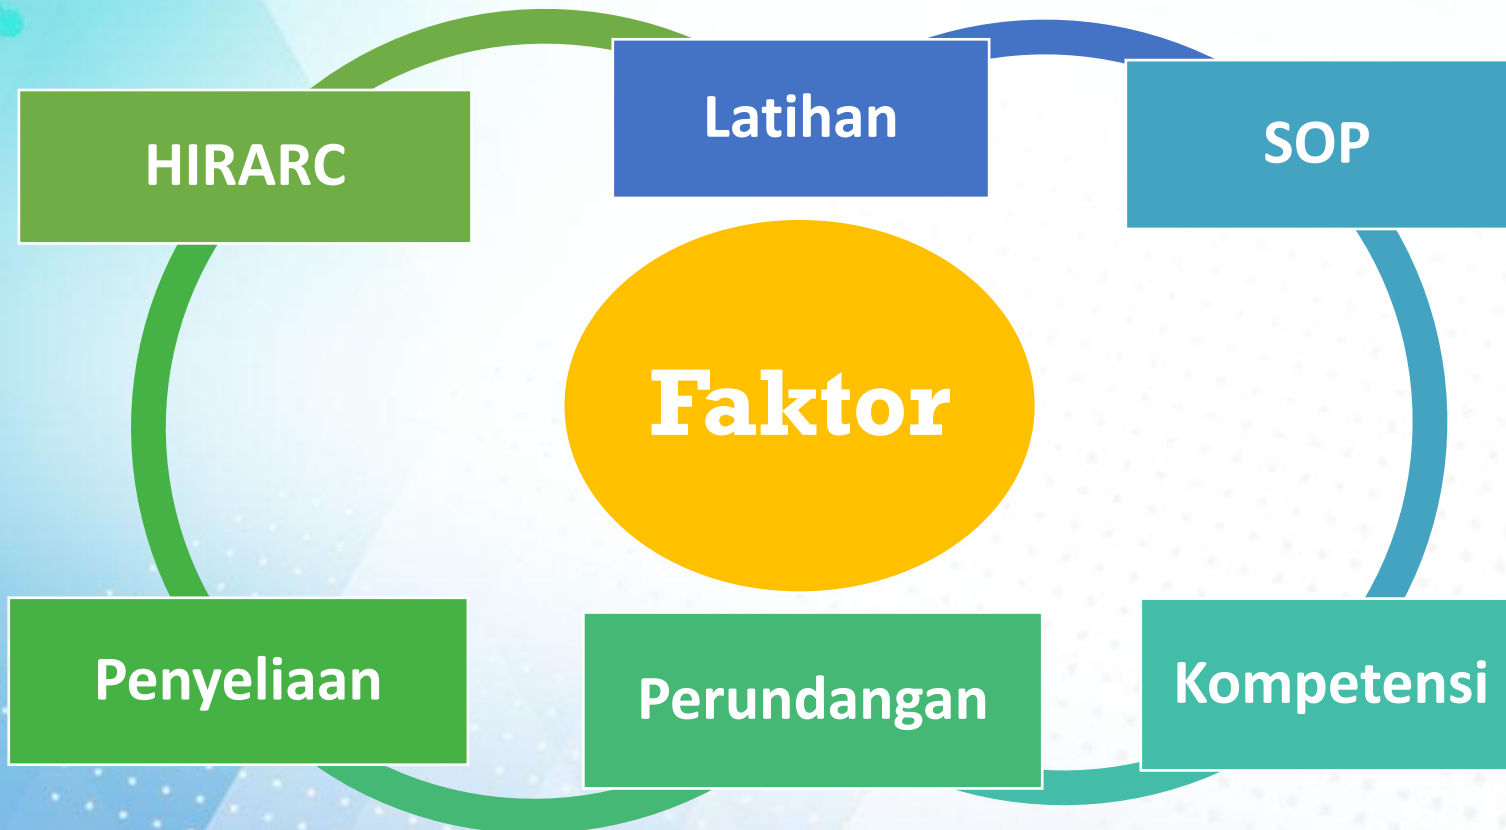 HIRARC
Latihan
SOP
Faktor
Penyeliaan
Perundangan
Kompetensi